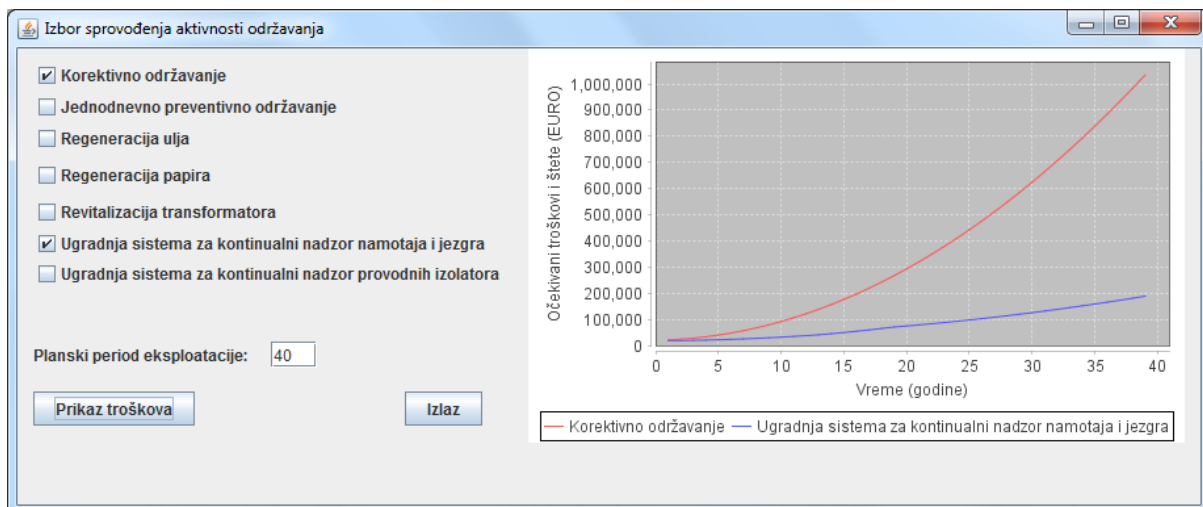 Izbor sprovođenja aktivnosti održavanja
Korektivno održavanje
Jednodnevno preventivno održavanje
Regeneracija ulja
Regeneracija papira
Revitalizacija transformatora
Ugradnja sistema za kontinualni nadzor namotaja i jezgra
Ugradnja sistema za kontinualni nadzor provodnih izolatora
Planski period eksploatacije: 40
Prikaz troškova
Izlaz
Očekivani troškovi i štete (EURO)
1,000,000
900,000
800,000
700,000
600,000
500,000
400,000
300,000
200,000
100,000
0
0 5 10 15 20 25 30 35 40
Vreme (godine)
Korektivno održavanje Ugradnja sistema za kontinualni nadzor namotaja i jezgra